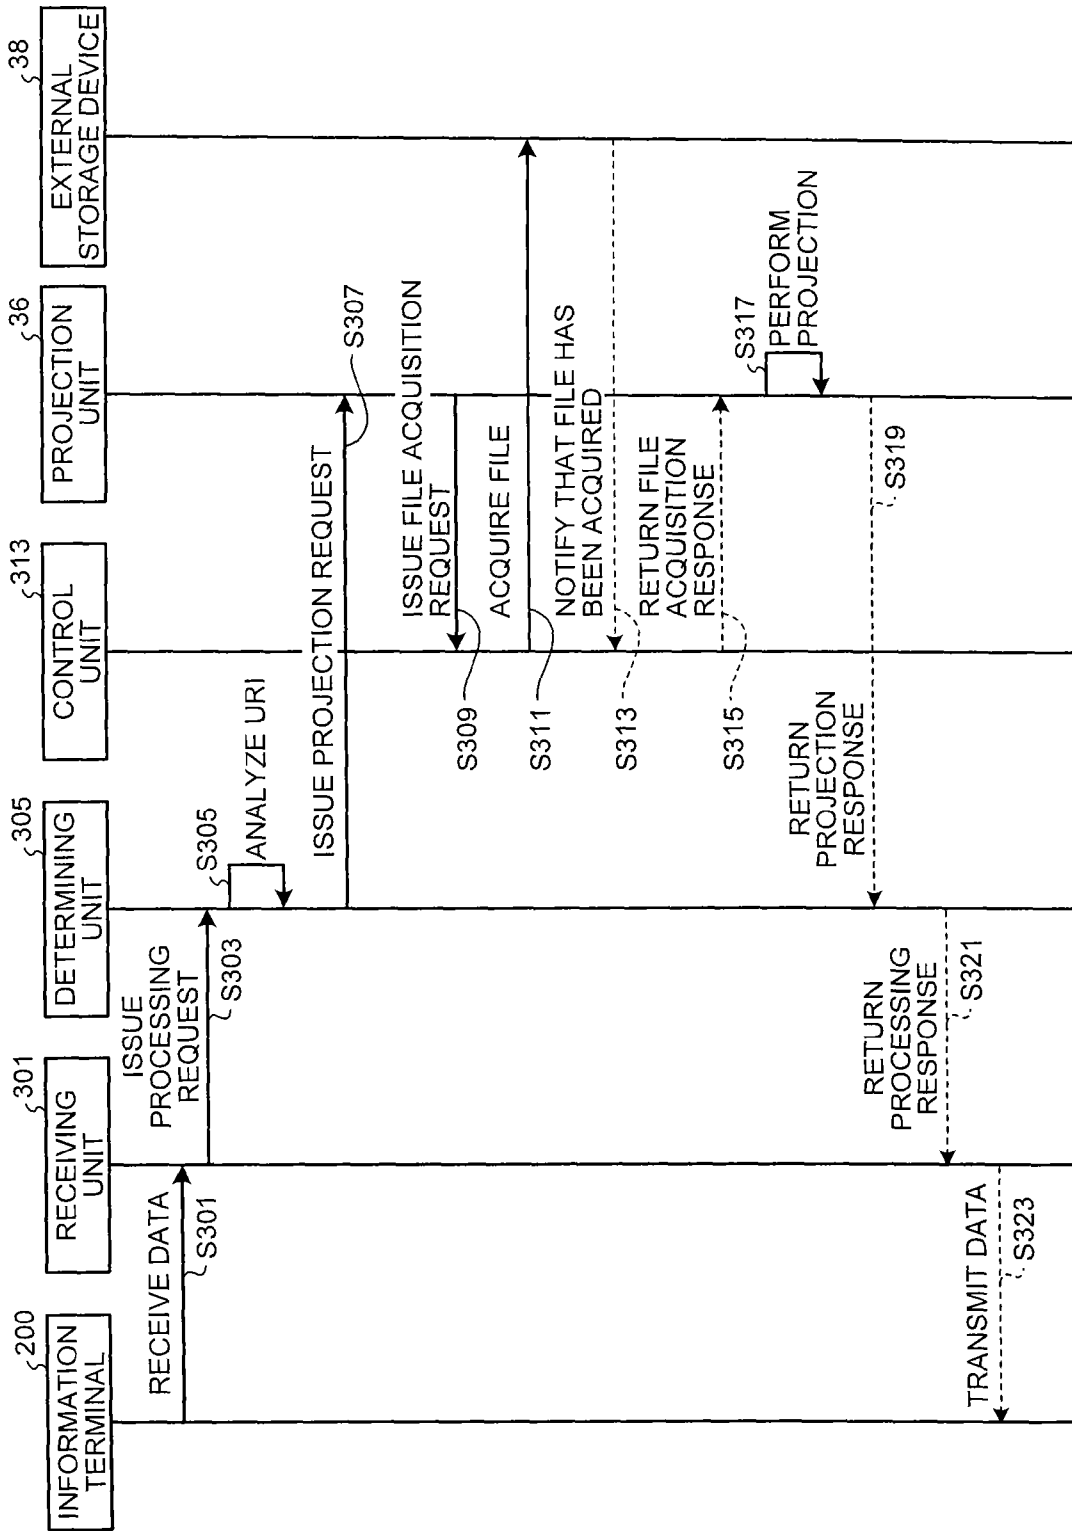 200
INFORMATION
TERMINAL
301
RECEIVING
UNIT
305
DETERMINING
UNIT
313
CONTROL
UNIT
36
PROJECTION
UNIT
38
EXTERNAL
STORAGE DEVICE
RECEIVE DATA
S301
ISSUE
PROCESSING
REQUEST
S303
S305
ANALYZE URI
ISSUE PROJECTION REQUEST
S307
ISSUE FILE ACQUISITION
REQUEST
S309
ACQUIRE FILE
S311
NOTIFY THAT FILE HAS
BEEN ACQUIRED
S313
RETURN FILE
ACQUISITION
RESPONSE
S315
S317
PERFORM
PROJECTION
RETURN
PROJECTION
RESPONSE
S319
RETURN
PROCESSING
RESPONSE
S321
TRANSMIT DATA
S323